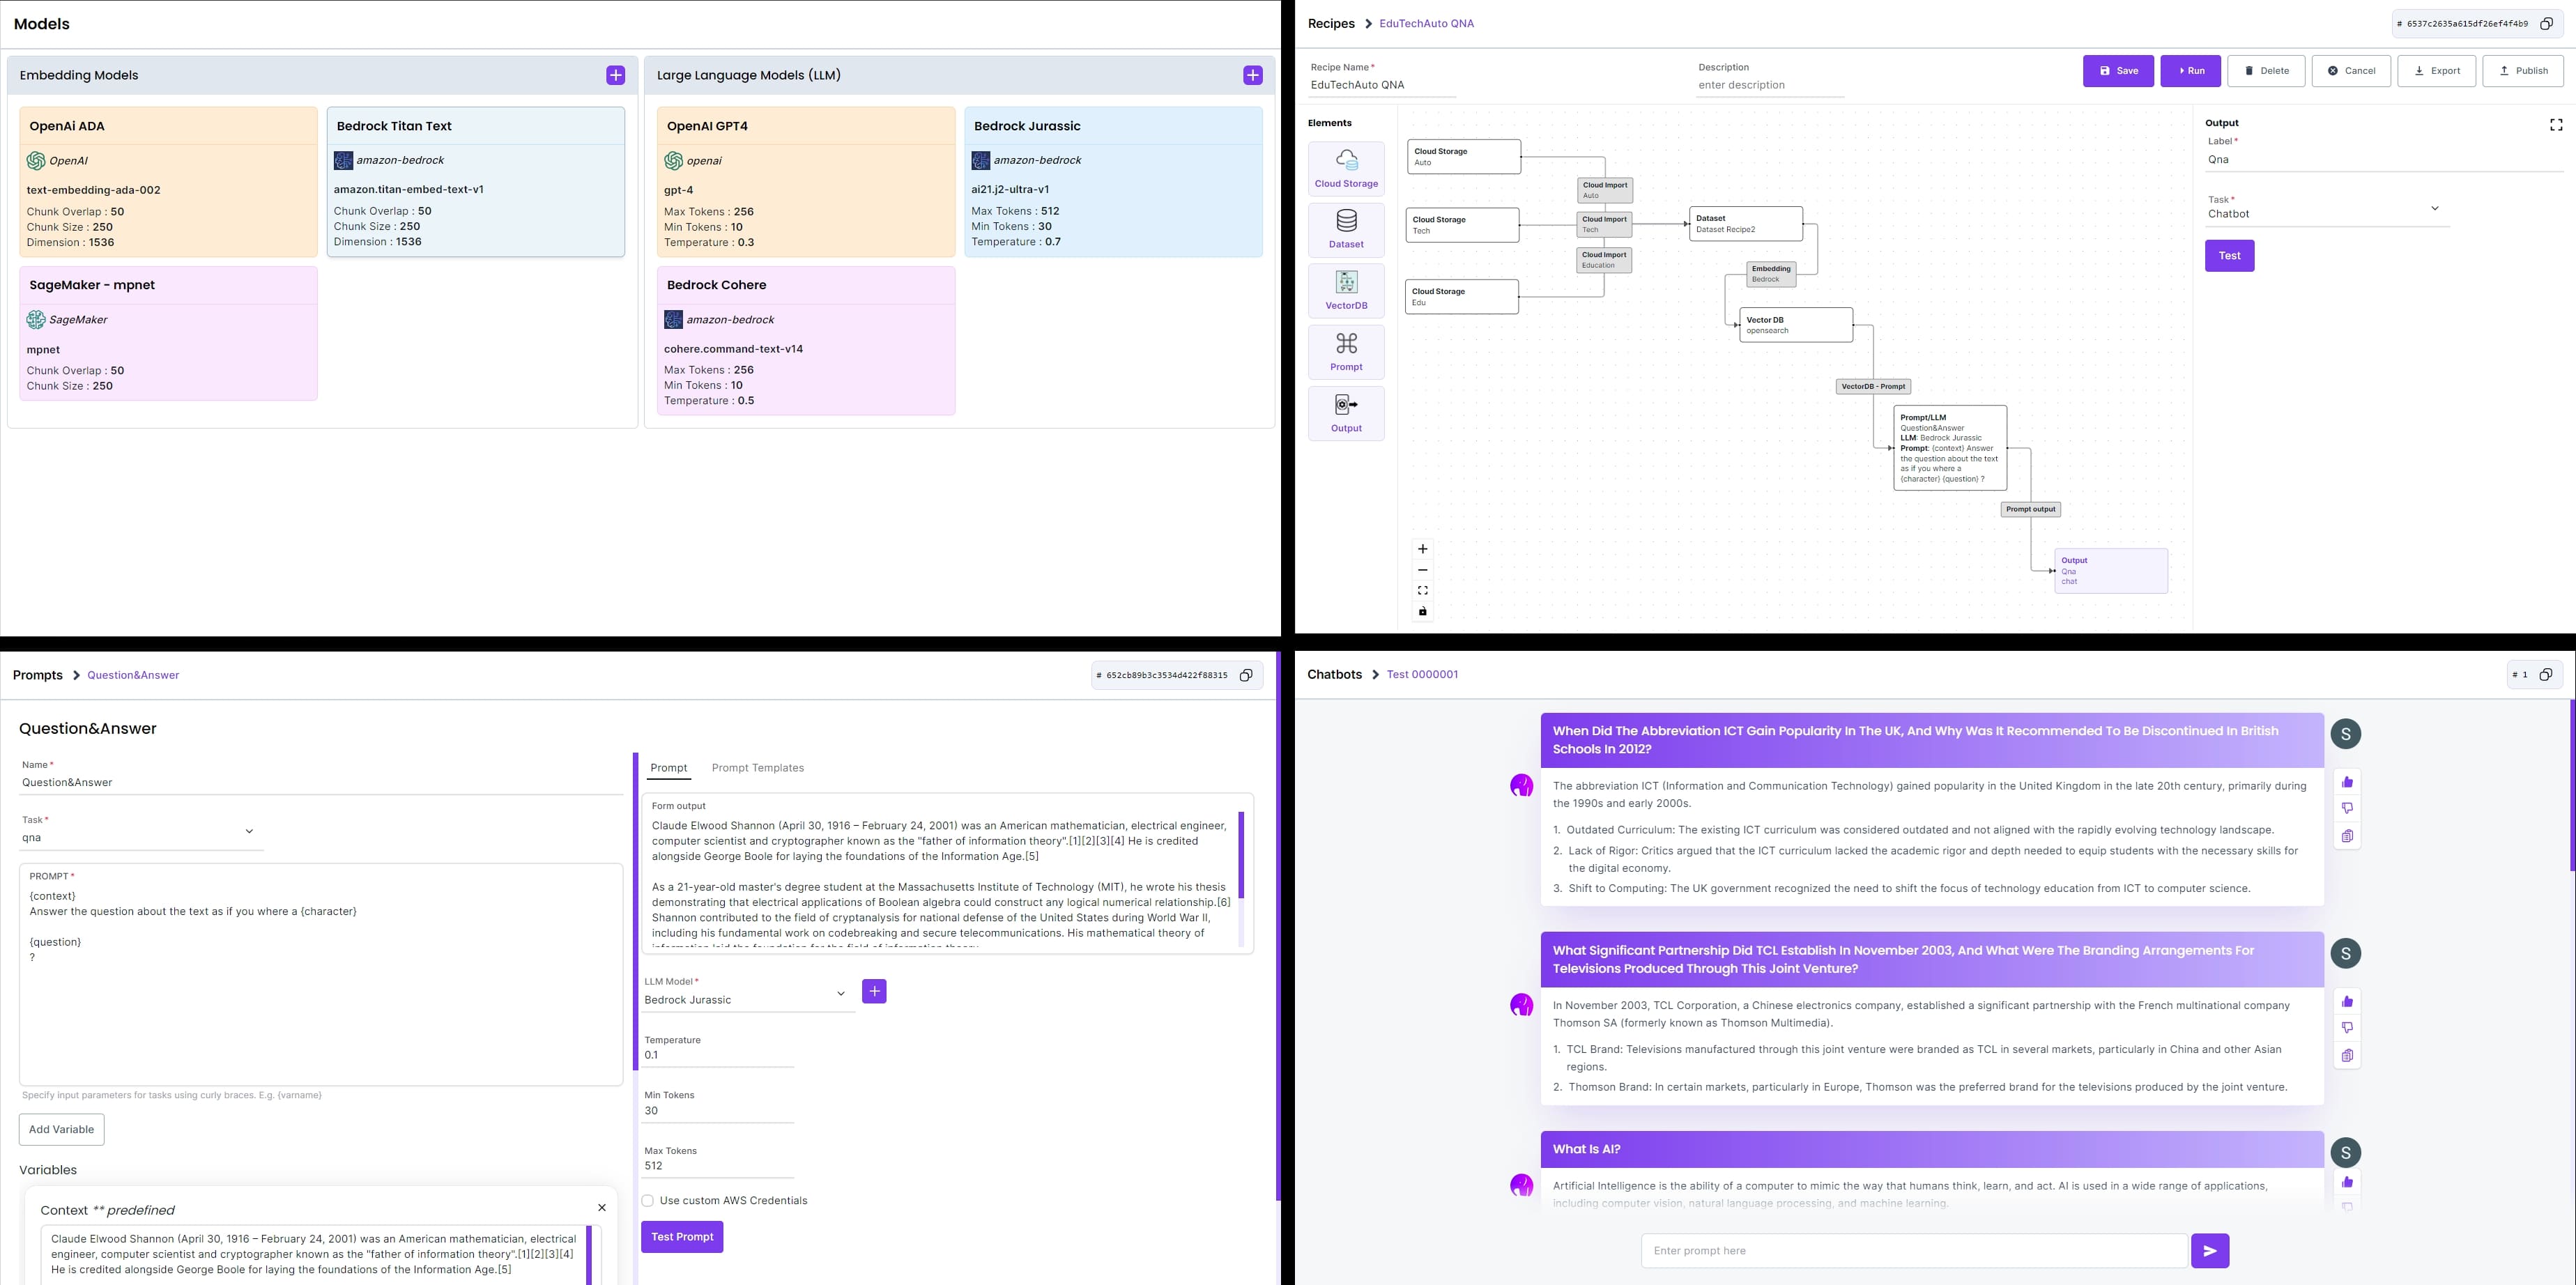 Models
Embedding Models
OpenAi ADA
OpenAI
text-embedding-ada-002
Chunk Overlap : 50
Chunk Size : 250
Dimension : 1536
Bedrock Titan Text
amazon-bedrock
amazon.titan-embed-text-v1
Chunk Overlap : 50
Chunk Size : 250
Dimension : 1536
SageMaker - mpnet
SageMaker
mpnet
Chunk Overlap : 50
Chunk Size : 250
Large Language Models (LLM)
OpenAI GPT4
openai
gpt-4
Max Tokens : 256
Min Tokens : 10
Temperature : 0.3
Bedrock Jurassic
amazon-bedrock
ai21.j2-ultra-v1
Max Tokens : 512
Min Tokens : 30
Temperature : 0.7
Bedrock Cohere
amazon-bedrock
cohere.command-text-v14
Max Tokens : 256
Min Tokens : 10
Temperature : 0.5
Recipes > EduTechAuto QNA
# 6537c2635a615df26ef4f4b9
Recipe Name *
EduTechAuto QNA
Description
enter description
Save
Run
Delete
Cancel
Export
Publish
Elements
Cloud Storage
Dataset
VectorDB
Prompt
Output
Cloud Storage
Auto
Cloud Import
Auto
Cloud Storage
Tech
Cloud Import
Tech
Dataset
Dataset Recipe2
Cloud Import
Education
Cloud Storage
Edu
Embedding
Bedrock
Vector DB
opensearch
VectorDB - Prompt
Prompt/LLM
Question&Answer
LLM: Bedrock Jurassic
Prompt: {context} Answer
the question about the text
as if you where a
{character} {question} ?
Prompt output
Output
Qna
chat
Output
Label *
Qna
Task *
Chatbot
Test
Prompts > Question&Answer
# 652cb89b3c3534d422f88315
Question&Answer
Name *
Question&Answer
Task *
qna
PROMPT *
{context}
Answer the question about the text as if you where a {character}
{question}
?
Specify input parameters for tasks using curly braces. E.g. {varname}
Add Variable
Variables
Context ** predefined
Claude Elwood Shannon (April 30, 1916 – February 24, 2001) was an American mathematician, electrical
engineer, computer scientist and cryptographer known as the "father of information theory".[1][2][3][4]
He is credited alongside George Boole for laying the foundations of the Information Age.[5]
Prompt
Prompt Templates
Form output
Claude Elwood Shannon (April 30, 1916 – February 24, 2001) was an American mathematician, electrical engineer,
computer scientist and cryptographer known as the "father of information theory".[1][2][3][4] He is credited
alongside George Boole for laying the foundations of the Information Age.[5]
As a 21-year-old master's degree student at the Massachusetts Institute of Technology (MIT), he wrote his thesis
demonstrating that electrical applications of Boolean algebra could construct any logical numerical relationship.[6]
Shannon contributed to the field of cryptanalysis for national defense of the United States during World War II,
including his fundamental work on codebreaking and secure telecommunications. His mathematical theory of
information laid the foundation for the field of information theory.
LLM Model *
Bedrock Jurassic
Temperature
0.1
Min Tokens
30
Max Tokens
512
Use custom AWS Credentials
Test Prompt
Chatbots > Test 0000001
# 1
When Did The Abbreviation ICT Gain Popularity In The UK, And Why Was It Recommended To Be Discontinued In British
Schools In 2012?
S
The abbreviation ICT (Information and Communication Technology) gained popularity in the United Kingdom in the late 20th century, primarily during
the 1990s and early 2000s.
1. Outdated Curriculum: The existing ICT curriculum was considered outdated and not aligned with the rapidly evolving technology landscape.
2. Lack of Rigor: Critics argued that the ICT curriculum lacked the academic rigor and depth needed to equip students with the necessary skills for
the digital economy.
3. Shift to Computing: The UK government recognized the need to shift the focus of technology education from ICT to computer science.
What Significant Partnership Did TCL Establish In November 2003, And What Were The Branding Arrangements For
Televisions Produced Through This Joint Venture?
S
In November 2003, TCL Corporation, a Chinese electronics company, established a significant partnership with the French multinational company
Thomson SA (formerly known as Thomson Multimedia).
1. TCL Brand: Televisions manufactured through this joint venture were branded as TCL in several markets, particularly in China and other Asian
regions.
2. Thomson Brand: In certain markets, particularly in Europe, Thomson was the preferred brand for the televisions produced by the joint venture.
What Is AI?
S
Artificial Intelligence is the ability of a computer to mimic the way that humans think, learn, and act. AI is used in a wide range of applications,
including computer vision, natural language processing, and machine learning.
Enter prompt here